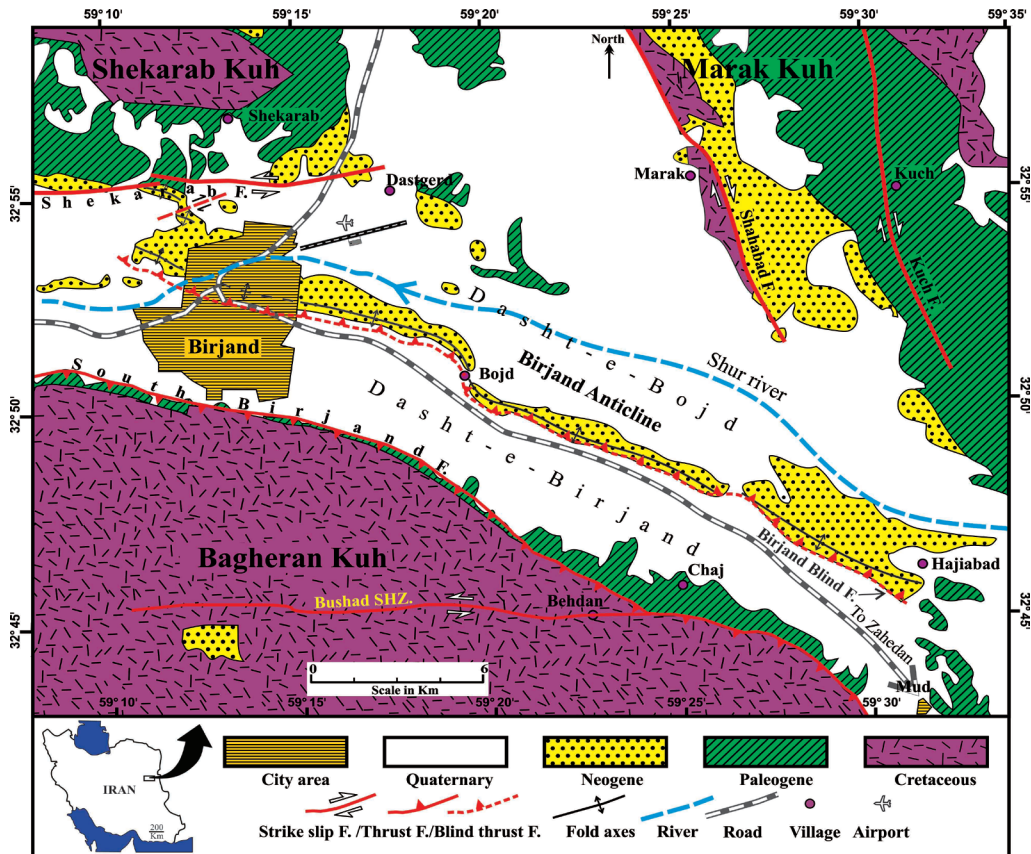 59° 10' 59° 15' 59° 20' 59° 25' 59° 30' 59° 35'
North
Shekarab Kuh
Marak Kuh
Shekarab
Marak
Kuch
Dastgerd
32° 55'
32° 55'
Shekarab F.
Shahabad F.
Kuch F.
Dasht-e-Bojd
Shur river
Birjand
Bojd
Birjand Anticline
South Birjand F.
Dasht-e-Birjand
32° 50'
32° 50'
Bagheran Kuh
Chaj
Birjand Blind F.
Hajiabad
Bushad SHZ.
Behdan
To Zahedan
32° 45'
32° 45'
Mud
0 6
Scale in Km
59° 10' 59° 15' 59° 20' 59° 25' 59° 30'
IRAN
200
Km
City area Quaternary Neogene Paleogene Cretaceous
Strike slip F. /Thrust F./Blind thrust F. Fold axes River Road Village Airport